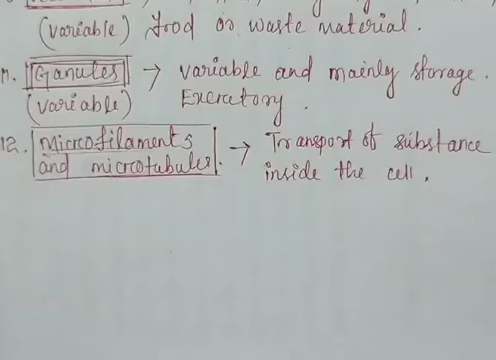 (variable) food or waste material.
11. Ganules → variable and mainly storage.
(variable) Excretory.
12. Microfilaments → Transport of substance
and microtubules. inside the cell.